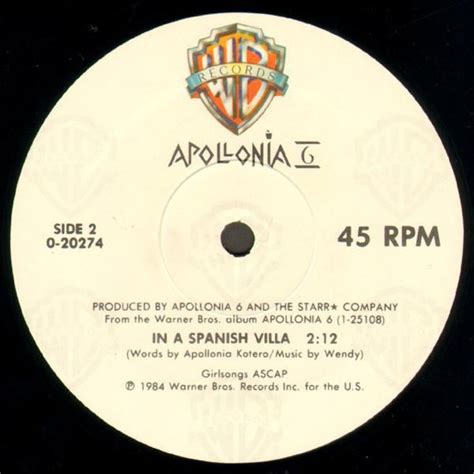 WB
RECORDS
APOLLONIA 6
SIDE 2
0-20274
45 RPM
PRODUCED BY APOLLONIA 6 AND THE STARR★ COMPANY
From the Warner Bros. album APOLLONIA 6 (1-25108)
IN A SPANISH VILLA 2:12
(Words by Apollonia Kotero/Music by Wendy)
Girlsongs ASCAP
℗ 1984 Warner Bros. Records Inc. for the U.S.